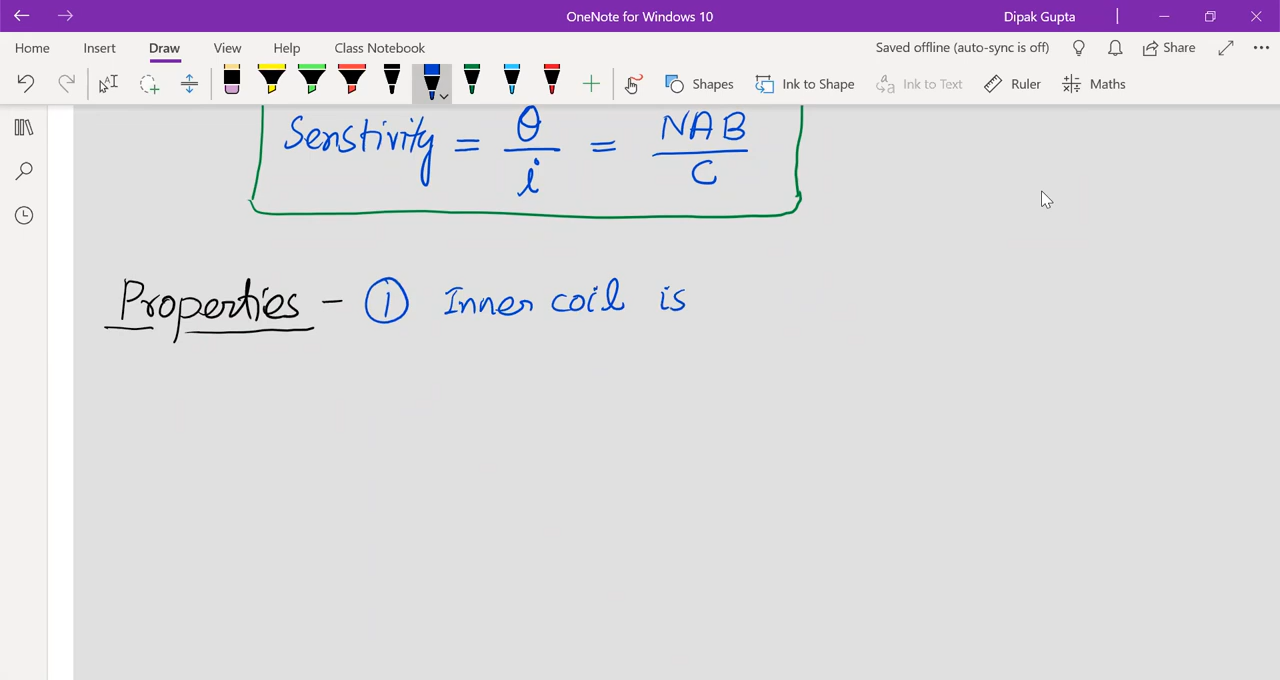 OneNote for Windows 10 Dipak Gupta
Home Insert Draw View Help Class Notebook Saved offline (auto-sync is off) Share
Shapes Ink to Shape Ink to Text Ruler Maths
Senstivity = θ/i = NAB/C
Properties - ① Inner coil is